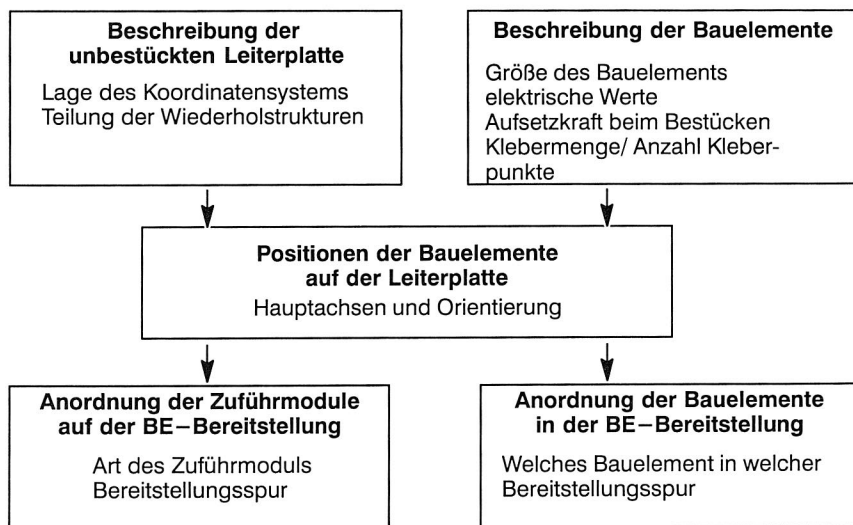 Beschreibung der
unbestückten Leiterplatte
Lage des Koordinatensystems
Teilung der Wiederholstrukturen
Beschreibung der Bauelemente
Größe des Bauelements
elektrische Werte
Aufsetzkraft beim Bestücken
Klebermenge/ Anzahl Kleber-
punkte
Positionen der Bauelemente
auf der Leiterplatte
Hauptachsen und Orientierung
Anordnung der Zuführmodule
auf der BE–Bereitstellung
Art des Zuführmoduls
Bereitstellungsspur
Anordnung der Bauelemente
in der BE–Bereitstellung
Welches Bauelement in welcher
Bereitstellungsspur